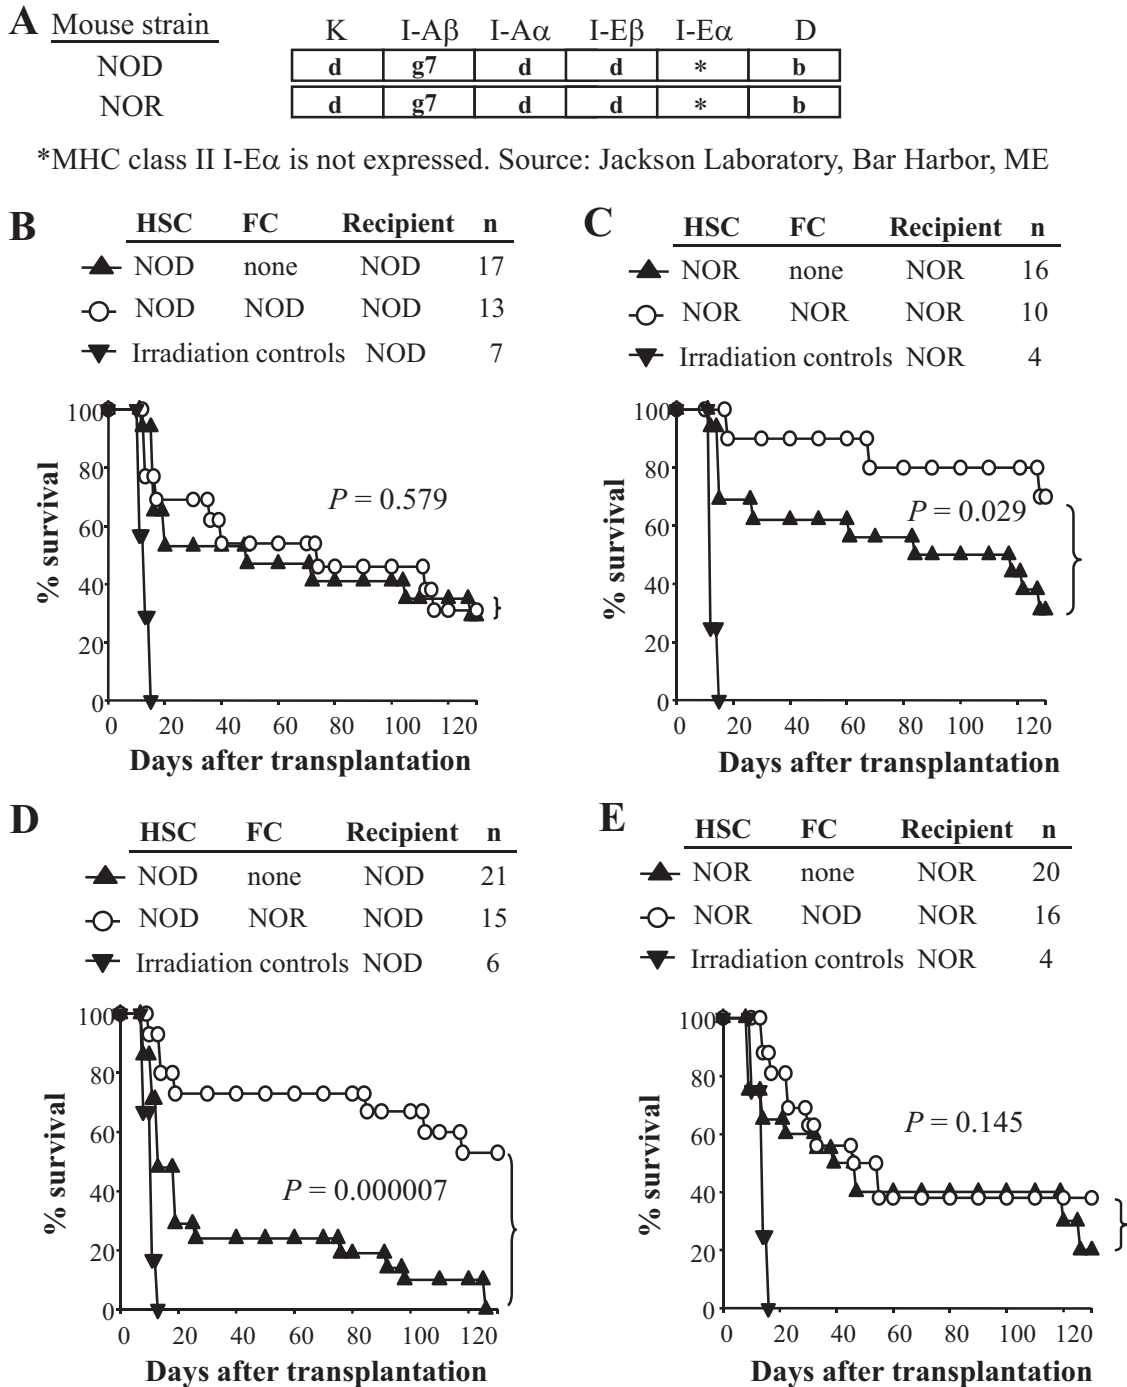 A Mouse strain K I-Aβ I-Aα I-Eβ I-Eα D
NOD d g7 d d * b
NOR d g7 d d * b
*MHC class II I-Eα is not expressed. Source: Jackson Laboratory, Bar Harbor, ME
B HSC FC Recipient n
NOD none NOD 17
NOD NOD NOD 13
Irradiation controls NOD 7
100
80
60
40
20
0
% survival
P = 0.579
0 20 40 60 80 100 120
Days after transplantation
C HSC FC Recipient n
NOR none NOR 16
NOR NOR NOR 10
Irradiation controls NOR 4
100
80
60
40
20
0
% survival
P = 0.029
0 20 40 60 80 100 120
Days after transplantation
D HSC FC Recipient n
NOD none NOD 21
NOD NOR NOD 15
Irradiation controls NOD 6
100
80
60
40
20
0
% survival
P = 0.000007
0 20 40 60 80 100 120
Days after transplantation
E HSC FC Recipient n
NOR none NOR 20
NOR NOD NOR 16
Irradiation controls NOR 4
100
80
60
40
20
0
% survival
P = 0.145
0 20 40 60 80 100 120
Days after transplantation